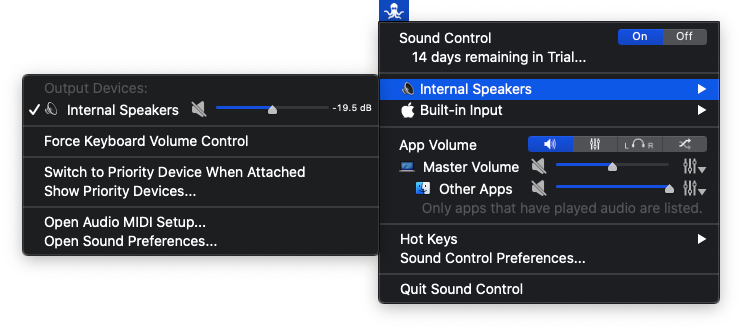 Sound Control On Off
14 days remaining in Trial...
Internal Speakers
Built-in Input
App Volume L R
Master Volume
Other Apps
Only apps that have played audio are listed.
Hot Keys
Sound Control Preferences...
Quit Sound Control
Output Devices:
Internal Speakers -19.5 dB
Force Keyboard Volume Control
Switch to Priority Device When Attached
Show Priority Devices...
Open Audio MIDI Setup...
Open Sound Preferences...